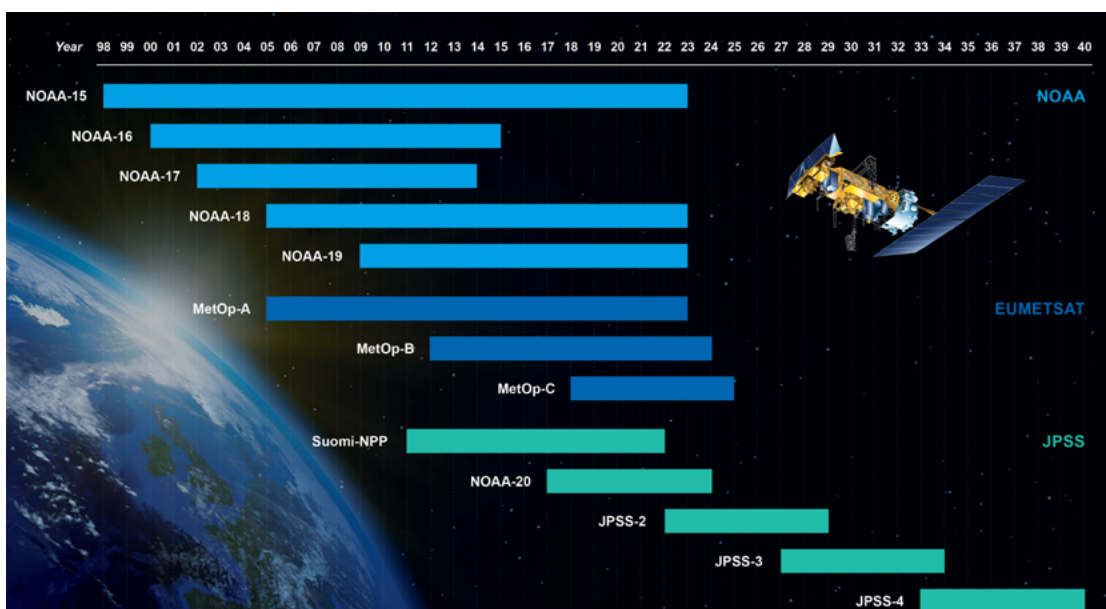 Year 98 99 00 01 02 03 04 05 06 07 08 09 10 11 12 13 14 15 16 17 18 19 20 21 22 23 24 25 26 27 28 29 30 31 32 33 34 35 36 37 38 39 40
NOAA-15 NOAA
NOAA-16
NOAA-17
NOAA-18
NOAA-19
MetOp-A EUMETSAT
MetOp-B
MetOp-C
Suomi-NPP JPSS
NOAA-20
JPSS-2
JPSS-3
JPSS-4